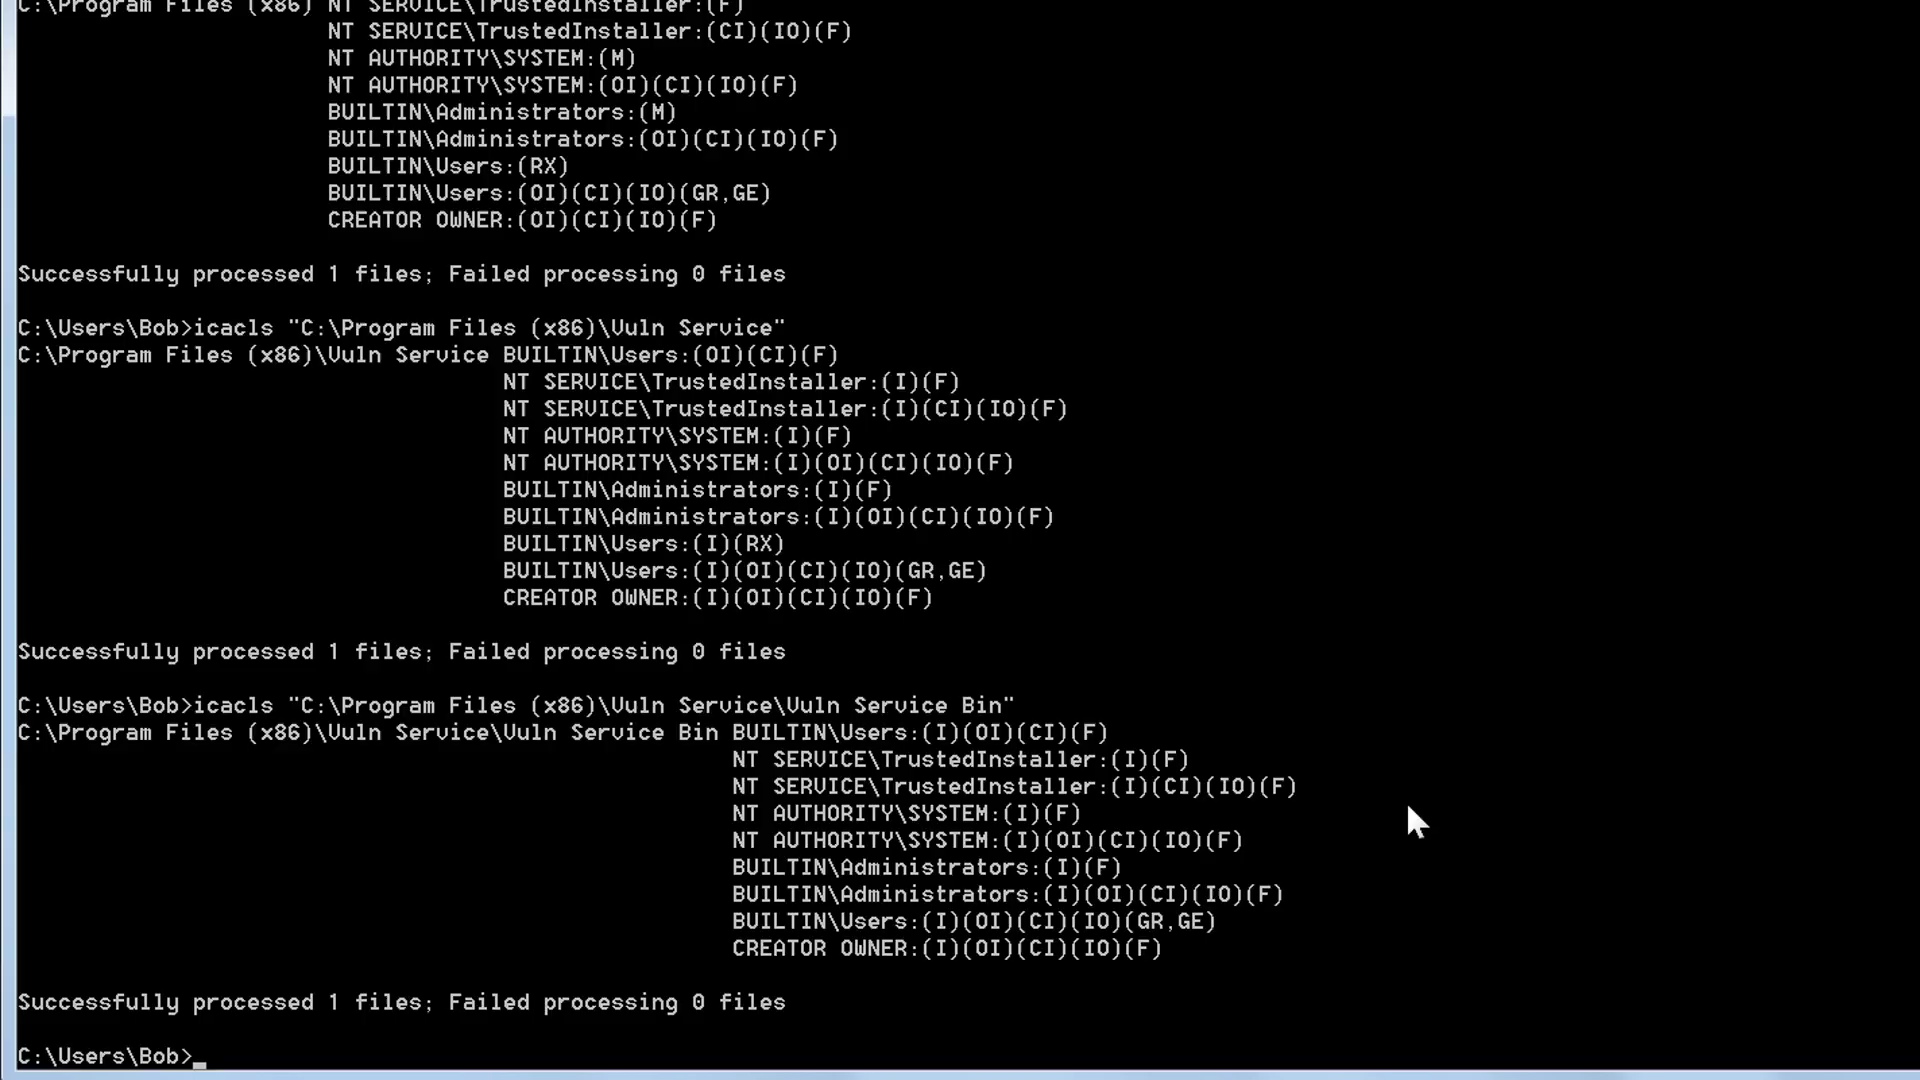 C:\Program Files (x86) NT SERVICE\TrustedInstaller:(F)
NT SERVICE\TrustedInstaller:(CI)(IO)(F)
NT AUTHORITY\SYSTEM:(M)
NT AUTHORITY\SYSTEM:(OI)(CI)(IO)(F)
BUILTIN\Administrators:(M)
BUILTIN\Administrators:(OI)(CI)(IO)(F)
BUILTIN\Users:(RX)
BUILTIN\Users:(OI)(CI)(IO)(GR,GE)
CREATOR OWNER:(OI)(CI)(IO)(F)
Successfully processed 1 files; Failed processing 0 files
C:\Users\Bob>icacls "C:\Program Files (x86)\Vuln Service"
C:\Program Files (x86)\Vuln Service BUILTIN\Users:(OI)(CI)(F)
NT SERVICE\TrustedInstaller:(I)(F)
NT SERVICE\TrustedInstaller:(I)(CI)(IO)(F)
NT AUTHORITY\SYSTEM:(I)(F)
NT AUTHORITY\SYSTEM:(I)(OI)(CI)(IO)(F)
BUILTIN\Administrators:(I)(F)
BUILTIN\Administrators:(I)(OI)(CI)(IO)(F)
BUILTIN\Users:(I)(RX)
BUILTIN\Users:(I)(OI)(CI)(IO)(GR,GE)
CREATOR OWNER:(I)(OI)(CI)(IO)(F)
Successfully processed 1 files; Failed processing 0 files
C:\Users\Bob>icacls "C:\Program Files (x86)\Vuln Service\Vuln Service Bin"
C:\Program Files (x86)\Vuln Service\Vuln Service Bin BUILTIN\Users:(I)(OI)(CI)(F)
NT SERVICE\TrustedInstaller:(I)(F)
NT SERVICE\TrustedInstaller:(I)(CI)(IO)(F)
NT AUTHORITY\SYSTEM:(I)(F)
NT AUTHORITY\SYSTEM:(I)(OI)(CI)(IO)(F)
BUILTIN\Administrators:(I)(F)
BUILTIN\Administrators:(I)(OI)(CI)(IO)(F)
BUILTIN\Users:(I)(OI)(CI)(IO)(GR,GE)
CREATOR OWNER:(I)(OI)(CI)(IO)(F)
Successfully processed 1 files; Failed processing 0 files
C:\Users\Bob>_